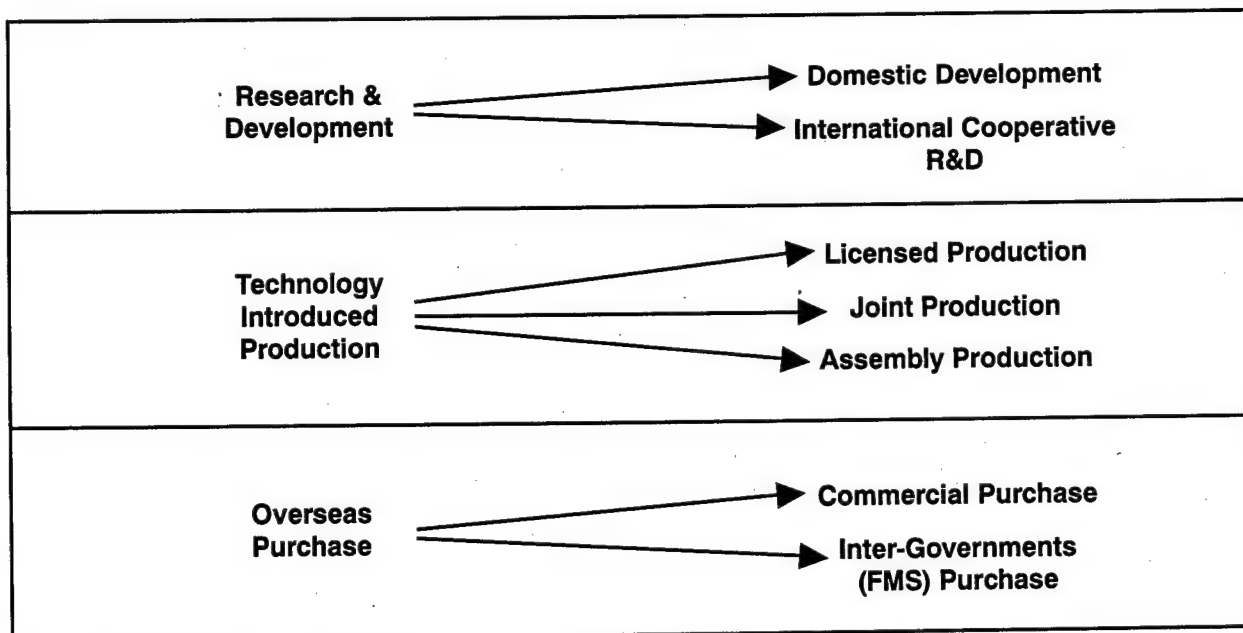 Research &
Development
Domestic Development
International Cooperative
R&D
Technology
Introduced
Production
Licensed Production
Joint Production
Assembly Production
Overseas
Purchase
Commercial Purchase
Inter-Governments
(FMS) Purchase